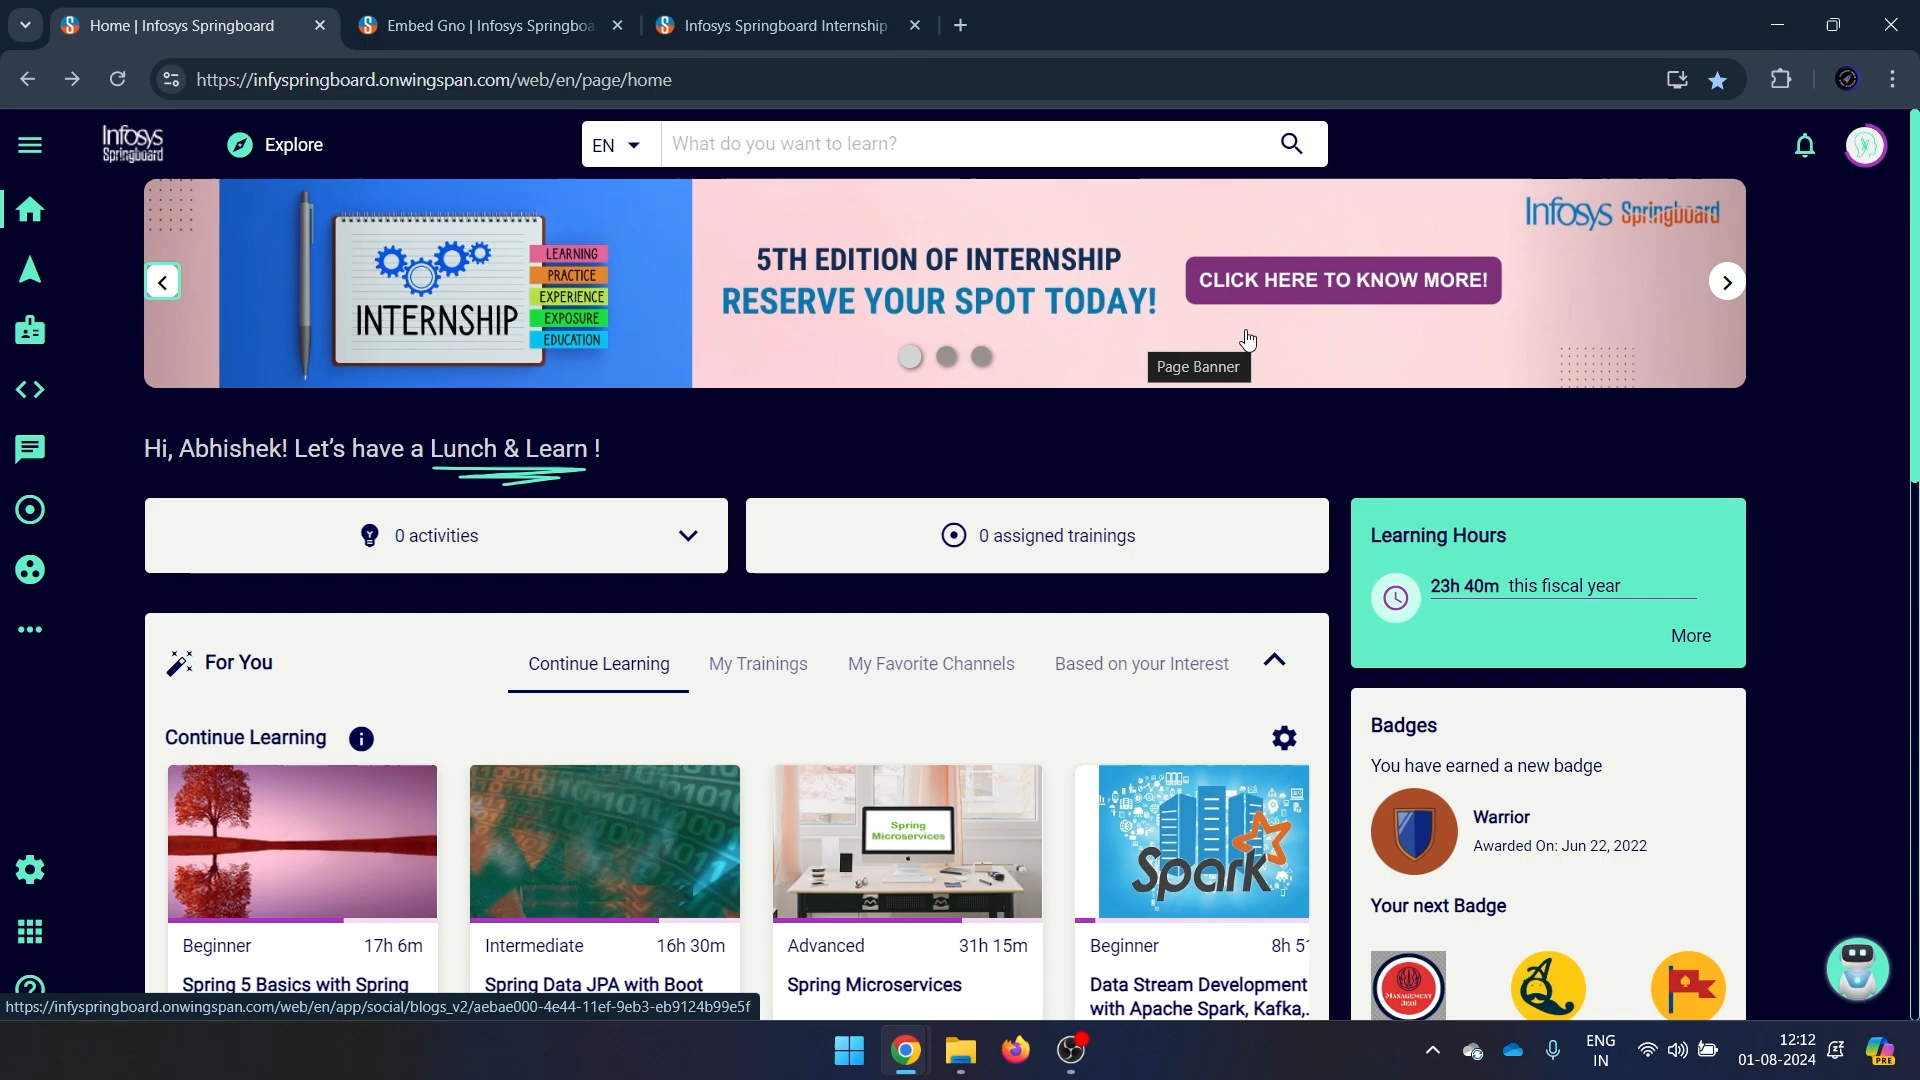 Home | Infosys Springboard
Embed Gno | Infosys Springboa
Infosys Springboard Internship
https://infyspringboard.onwingspan.com/web/en/page/home
Infosys
Springboard
Explore
EN
What do you want to learn?
INTERNSHIP
LEARNING
PRACTICE
EXPERIENCE
EXPOSURE
EDUCATION
5TH EDITION OF INTERNSHIP
RESERVE YOUR SPOT TODAY!
CLICK HERE TO KNOW MORE!
Infosys Springboard
Page Banner
Hi, Abhishek! Let's have a Lunch & Learn !
0 activities
0 assigned trainings
Learning Hours
23h 40m this fiscal year
More
For You
Continue Learning
My Trainings
My Favorite Channels
Based on your Interest
Continue Learning
Spring
Microservices
Spark
Beginner 17h 6m
Spring 5 Basics with Spring
Intermediate 16h 30m
Spring Data JPA with Boot
Advanced 31h 15m
Spring Microservices
Beginner 8h 5
Data Stream Development
with Apache Spark, Kafka,.
Badges
You have earned a new badge
Warrior
Awarded On: Jun 22, 2022
Your next Badge
MANAGEMENT
JEDI
https://infyspringboard.onwingspan.com/web/en/app/social/blogs_v2/aebae000-4e44-11ef-9eb3-eb9124b99e5f
ENG
IN
12:12
01-08-2024
PRE